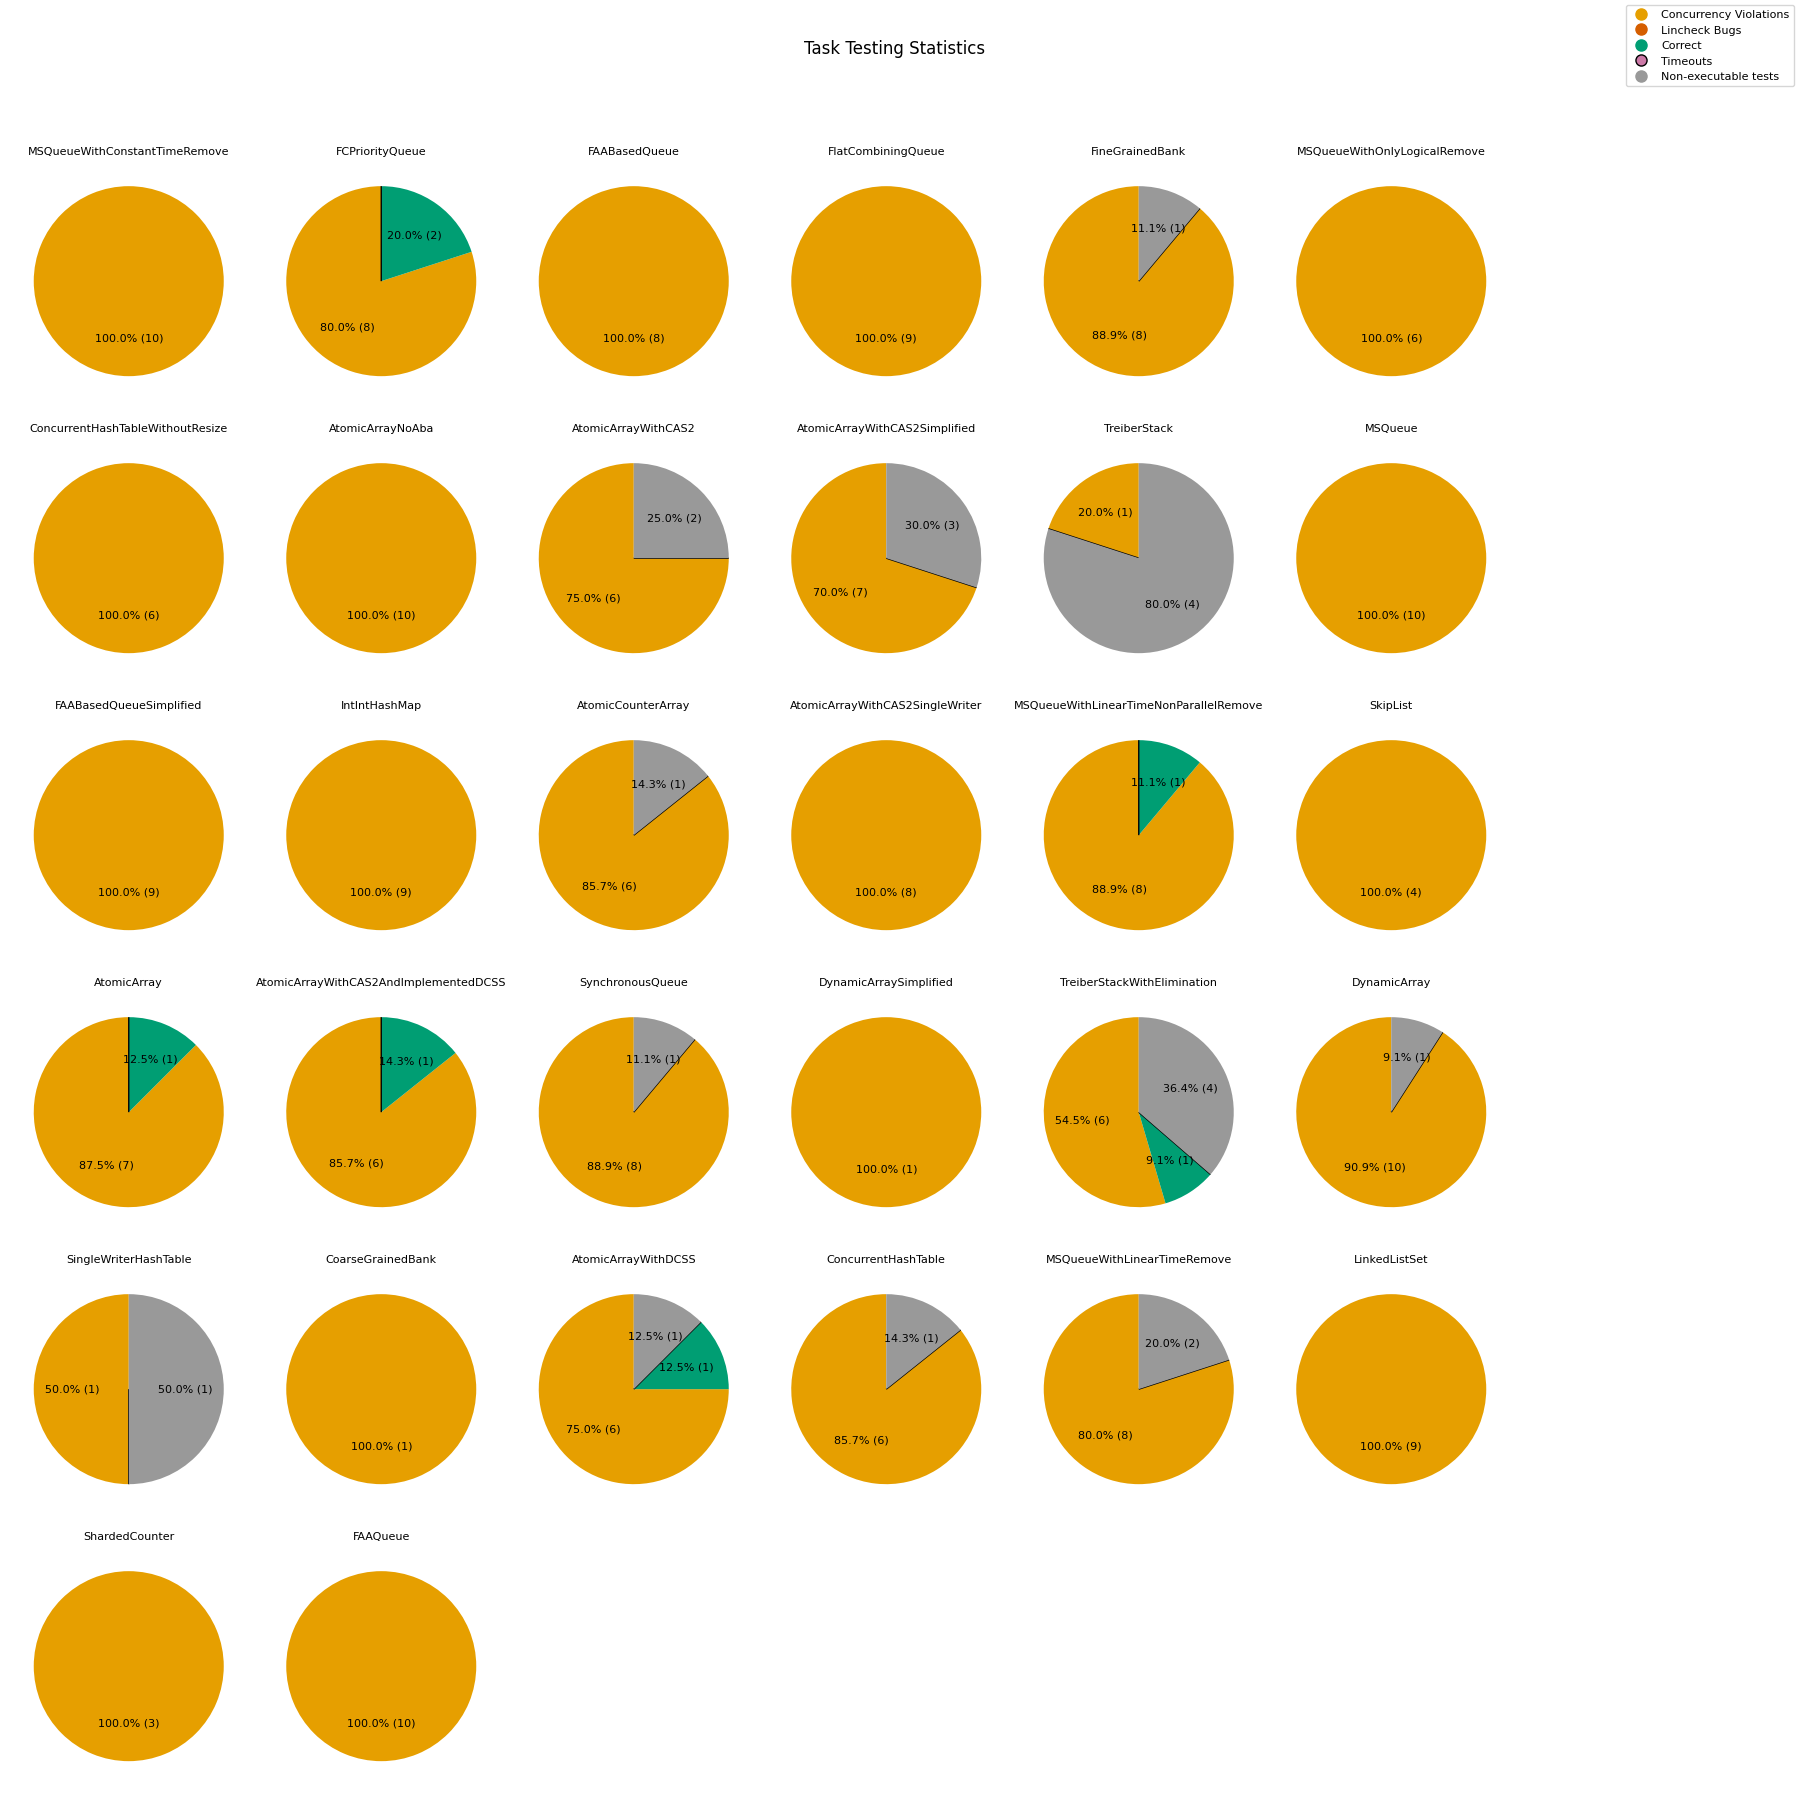 Concurrency Violations
Lincheck Bugs
Correct
Timeouts
Non-executable tests
Task Testing Statistics
MSQueueWithConstantTimeRemove
100.0% (10)
FCPriorityQueue
20.0% (2)
80.0% (8)
FAABasedQueue
100.0% (8)
FlatCombiningQueue
100.0% (9)
FineGrainedBank
11.1% (1)
88.9% (8)
MSQueueWithOnlyLogicalRemove
100.0% (6)
ConcurrentHashTableWithoutResize
100.0% (6)
AtomicArrayNoAba
100.0% (10)
AtomicArrayWithCAS2
25.0% (2)
75.0% (6)
AtomicArrayWithCAS2Simplified
30.0% (3)
70.0% (7)
TreiberStack
20.0% (1)
80.0% (4)
MSQueue
100.0% (10)
FAABasedQueueSimplified
100.0% (9)
IntIntHashMap
100.0% (9)
AtomicCounterArray
14.3% (1)
85.7% (6)
AtomicArrayWithCAS2SingleWriter
100.0% (8)
MSQueueWithLinearTimeNonParallelRemove
11.1% (1)
88.9% (8)
SkipList
100.0% (4)
AtomicArray
12.5% (1)
87.5% (7)
AtomicArrayWithCAS2AndImplementedDCSS
14.3% (1)
85.7% (6)
SynchronousQueue
11.1% (1)
88.9% (8)
DynamicArraySimplified
100.0% (1)
TreiberStackWithElimination
36.4% (4)
54.5% (6)
9.1% (1)
DynamicArray
9.1% (1)
90.9% (10)
SingleWriterHashTable
50.0% (1)
50.0% (1)
CoarseGrainedBank
100.0% (1)
AtomicArrayWithDCSS
12.5% (1)
12.5% (1)
75.0% (6)
ConcurrentHashTable
14.3% (1)
85.7% (6)
MSQueueWithLinearTimeRemove
20.0% (2)
80.0% (8)
LinkedListSet
100.0% (9)
ShardedCounter
100.0% (3)
FAAQueue
100.0% (10)